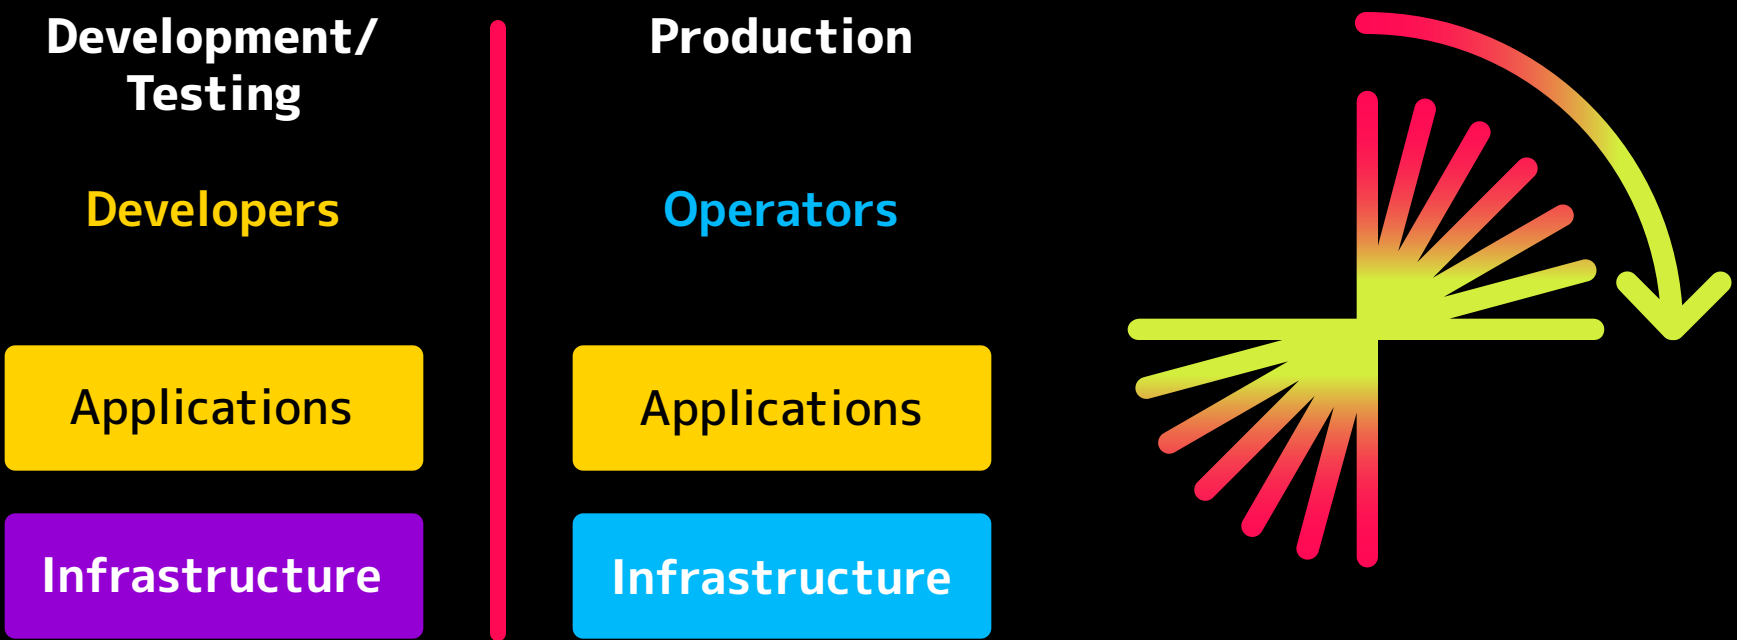 Development/
Testing
Developers
Applications
Infrastructure
Production
Operators
Applications
Infrastructure